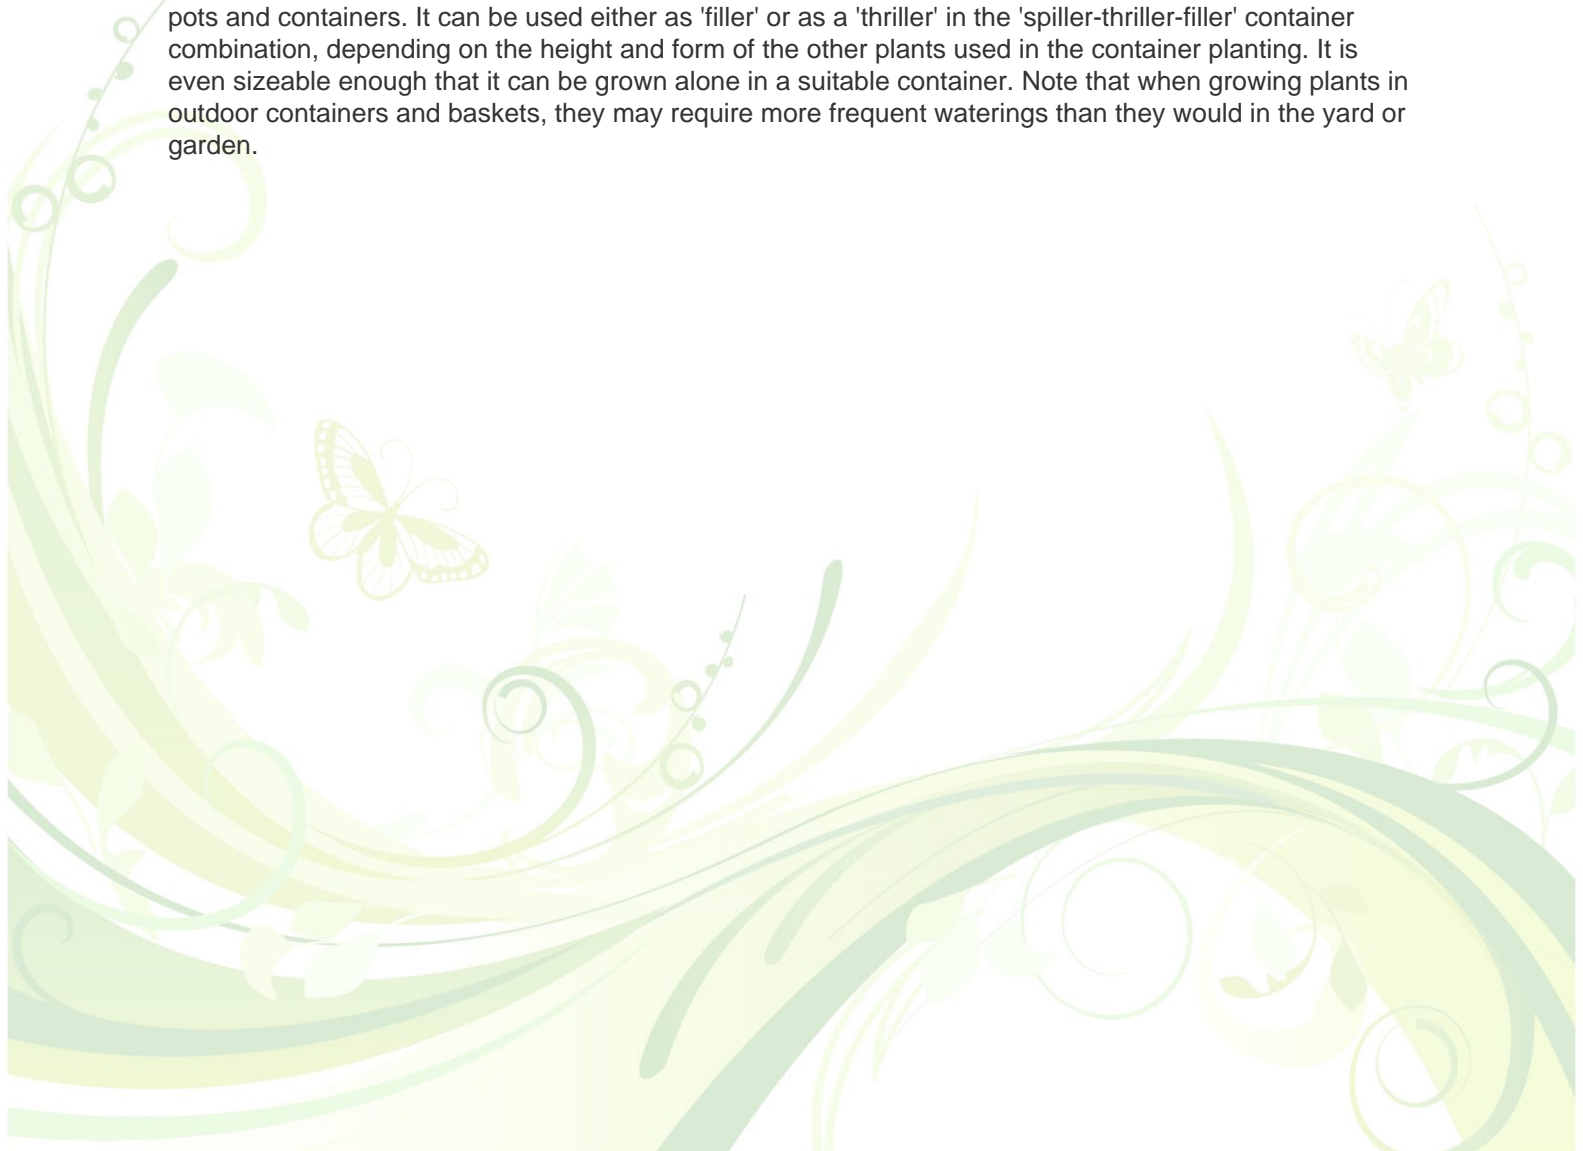 pots and containers. It can be used either as 'filler' or as a 'thriller' in the 'spiller-thriller-filler' container
combination, depending on the height and form of the other plants used in the container planting. It is
even sizeable enough that it can be grown alone in a suitable container. Note that when growing plants in
outdoor containers and baskets, they may require more frequent waterings than they would in the yard or
garden.